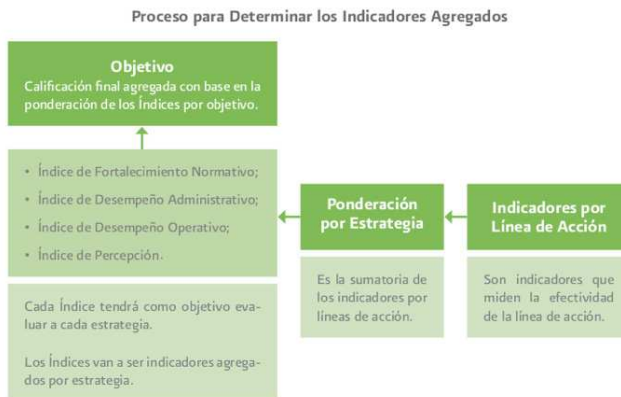 Proceso para Determinar los Indicadores Agregados
Objetivo
Calificación final agregada con base en la
ponderación de los Índices por objetivo.
• Índice de Fortalecimiento Normativo;
• Índice de Desempeño Administrativo;
• Índice de Desempeño Operativo;
• Índice de Percepción.
Cada Índice tendrá como objetivo eva-
luar a cada estrategia.
Los Índices van a ser indicadores agrega-
dos por estrategia.
Ponderación
por Estrategia
Es la sumatoria de
los indicadores por
líneas de acción.
Indicadores por
Línea de Acción
Son indicadores que
miden la efectividad
de la línea de acción.